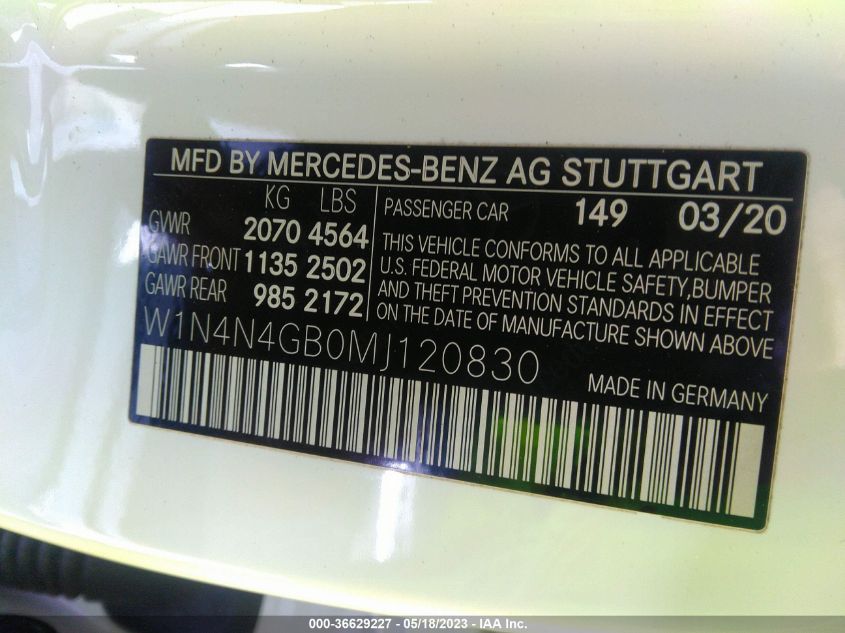 MFD BY MERCEDES-BENZ AG STUTTGART
KG LBS
GVWR 2070 4564
GAWR FRONT 1135 2502
GAWR REAR 985 2172
PASSENGER CAR 149 03/20
THIS VEHICLE CONFORMS TO ALL APPLICABLE
U.S. FEDERAL MOTOR VEHICLE SAFETY,BUMPER
AND THEFT PREVENTION STANDARDS IN EFFECT
ON THE DATE OF MANUFACTURE SHOWN ABOVE
W1N4N4GB0MJ120830
MADE IN GERMANY
000-36629227 - 05/18/2023 - IAA Inc.